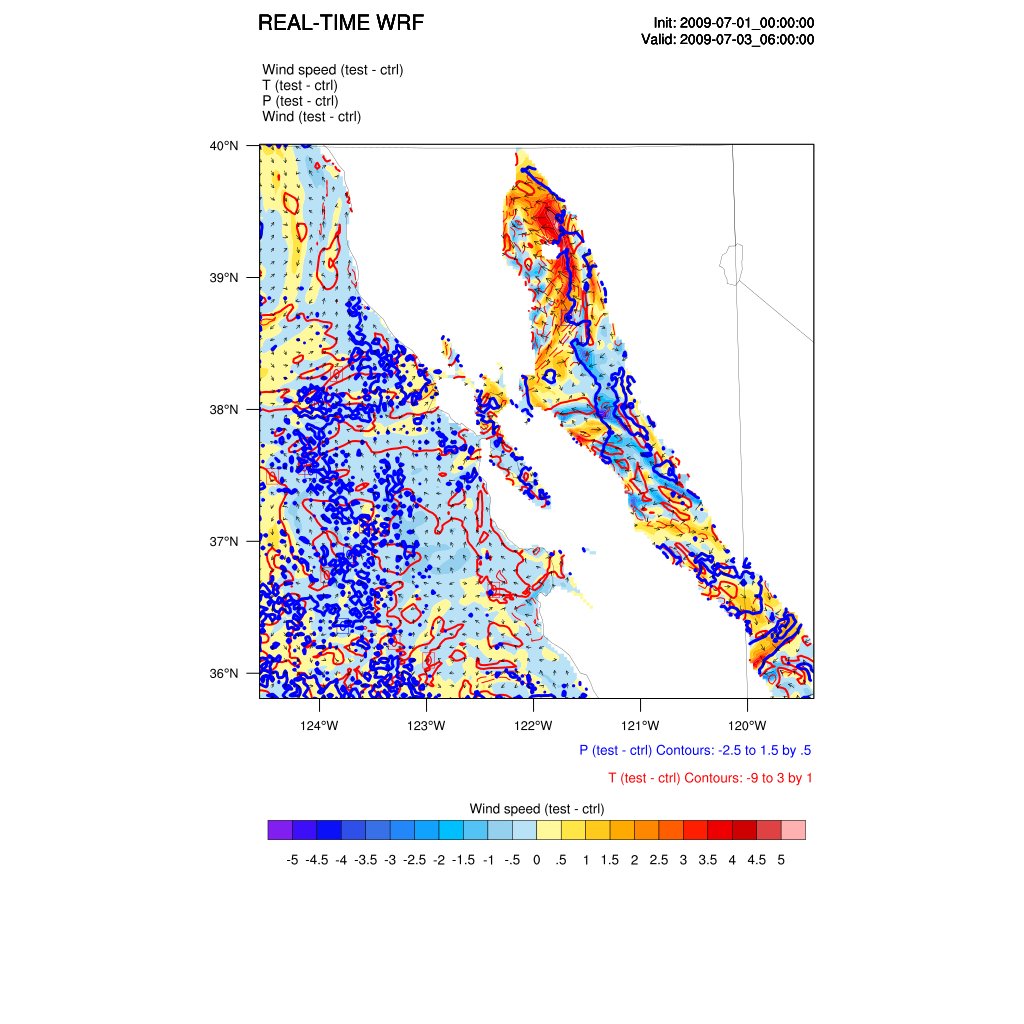 REAL-TIME WRF
Init: 2009-07-01_00:00:00
Valid: 2009-07-03_06:00:00
Wind speed (test - ctrl)
T (test - ctrl)
P (test - ctrl)
Wind (test - ctrl)
40°N
39°N
38°N
37°N
36°N
124°W 123°W 122°W 121°W 120°W
P (test - ctrl) Contours: -2.5 to 1.5 by .5
T (test - ctrl) Contours: -9 to 3 by 1
Wind speed (test - ctrl)
-5 -4.5 -4 -3.5 -3 -2.5 -2 -1.5 -1 -.5 0 .5 1 1.5 2 2.5 3 3.5 4 4.5 5